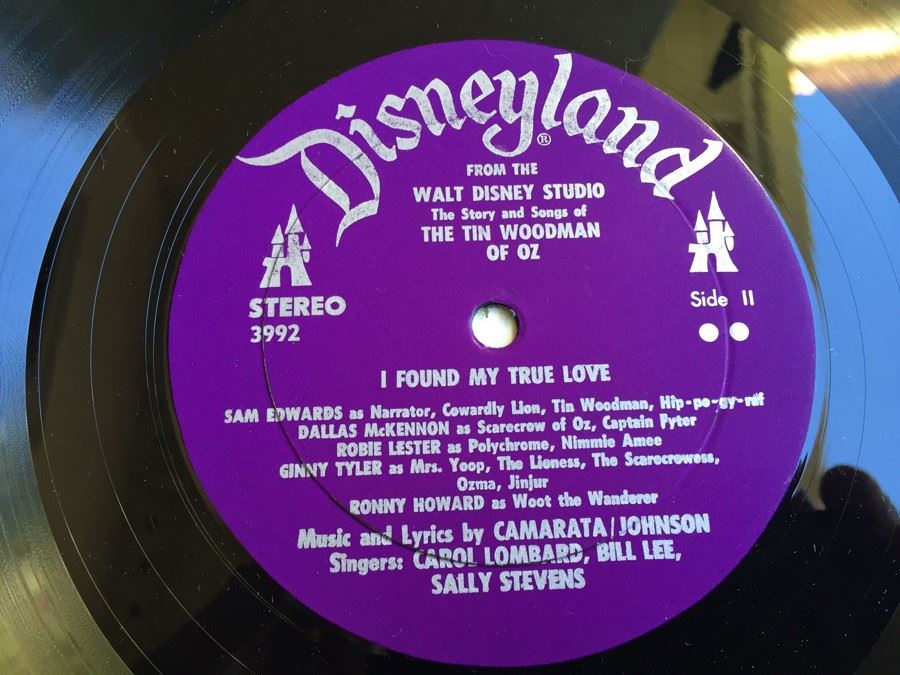 Disneyland®
FROM THE
WALT DISNEY STUDIO
The Story and Songs of
THE TIN WOODMAN
OF OZ
STEREO
3992
Side II
I FOUND MY TRUE LOVE
SAM EDWARDS as Narrator, Cowardly Lion, Tin Woodman, Hip-po-gy-raf
DALLAS McKENNON as Scarecrow of Oz, Captain Fyter
ROBIE LESTER as Polychrome, Nimmie Amee
GINNY TYLER as Mrs. Yoop, The Lioness, The Scarecrowess,
Ozma, Jinjur
RONNY HOWARD as Woot the Wanderer
Music and Lyrics by CAMARATA/JOHNSON
Singers: CAROL LOMBARD, BILL LEE,
SALLY STEVENS